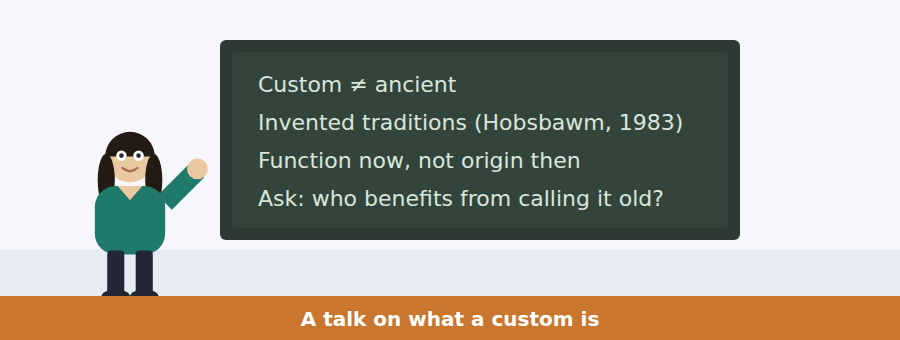 Custom ≠ ancient
Invented traditions (Hobsbawm, 1983)
Function now, not origin then
Ask: who benefits from calling it old?
A talk on what a custom is